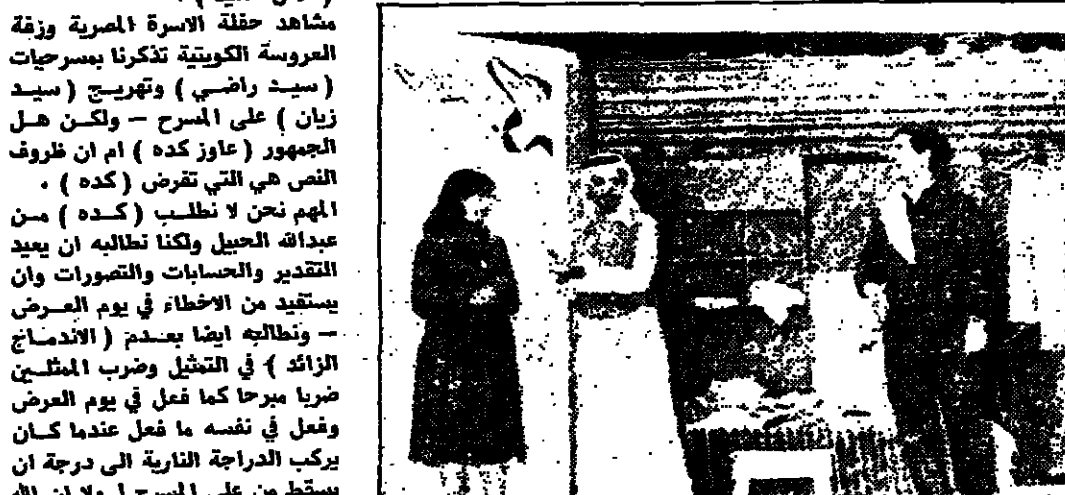 مشاهد حفلة الاسرة المصرية وزفة
العروسة الكويتية تذكرنا بمسرحيات
( سيد راضي ) وتهريج ( سيد
زيان ) على المسرح – ولكن هل
الجمهور ( عاوز كده ) ام ان ظروف
النص هي التي تفرض ( كده ) .
المهم نحن لا نطلب ( كده ) من
عبدالله الحبيل ولكنا نطالبه ان يعيد
التقدير والحسابات والتصورات وان
يستفيد من الاخطاء في يوم العرض
– ونطالبه ايضا بعدم ( الاندماج
الزائد ) في التمثيل وضرب الممثلين
ضربا مبرحا كما فعل في يوم العرض
وفعل في نفسه ما فعل عندما كان
يركب الدراجة النارية الى درجة ان
يسقط من على المسرح